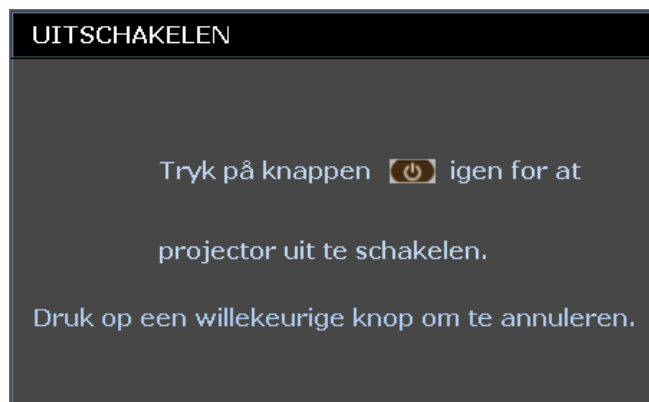 UITSCHAKELEN
Tryk på knappen igen for at
projector uit te schakelen.
Druk op een willekeurige knop om te annuleren.